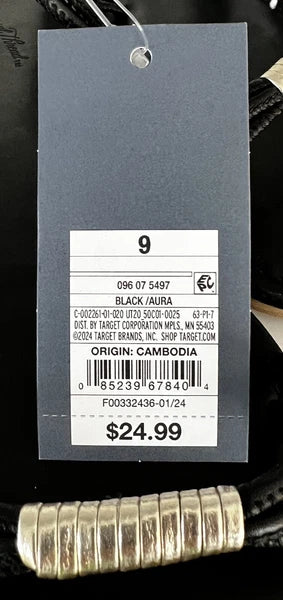 9
096 07 5497
BLACK /AURA
C-002261-01-020 UT20 50C01-0025 63-P1-7
DIST. BY TARGET CORPORATION MPLS., MN 55403
©2024 TARGET BRANDS, INC. SHOP TARGET.COM
ORIGIN: CAMBODIA
0 85239 67840 4
F00332436-01/24
$24.99